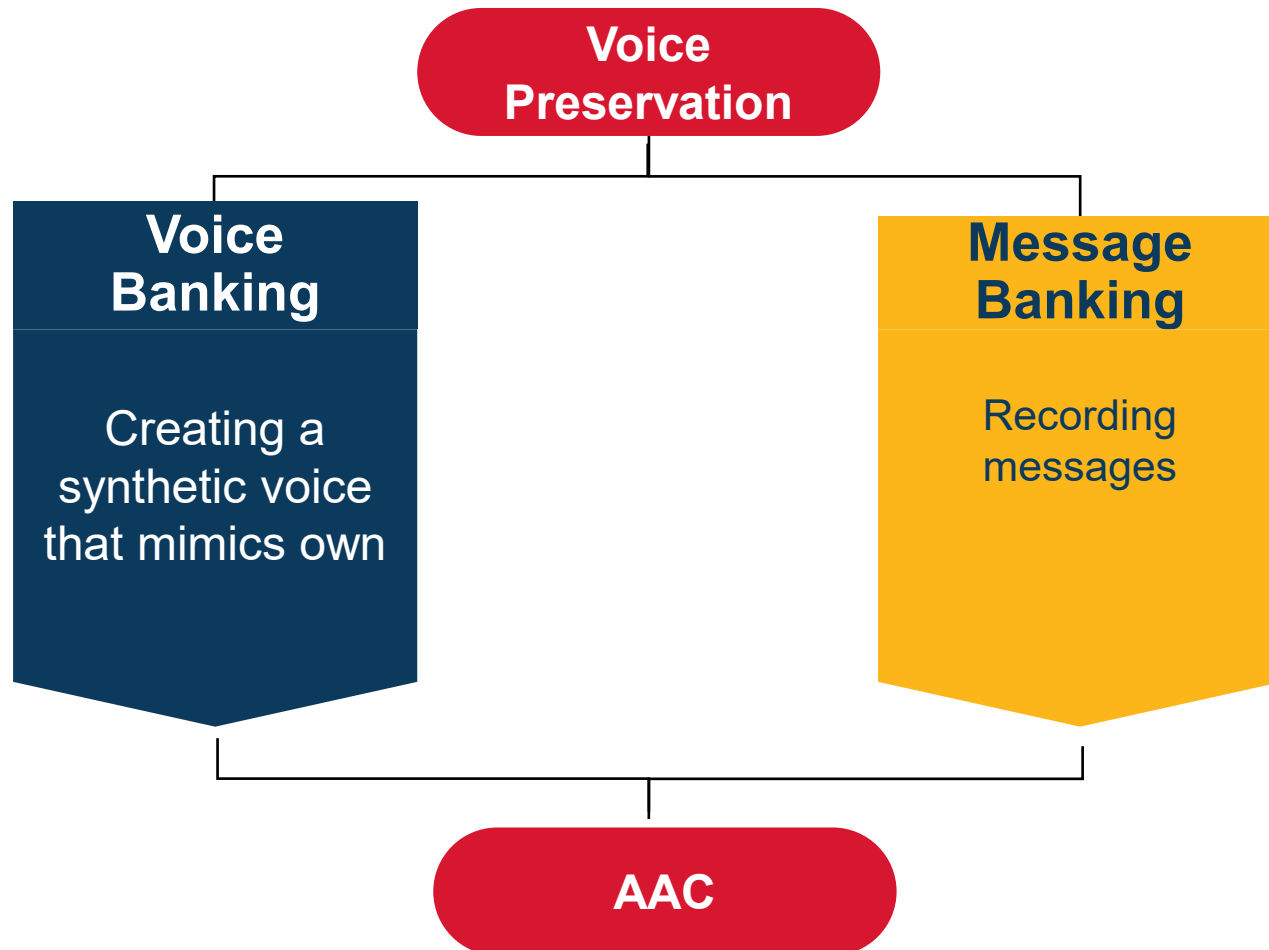 Voice
Preservation
Voice
Banking
Creating a
synthetic voice
that mimics own
Message
Banking
Recording
messages
AAC